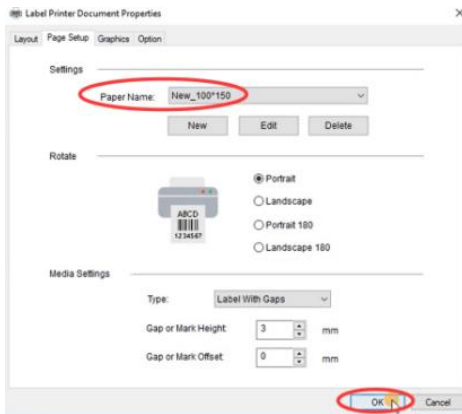 Label Printer Document Properties
Layout Page Setup Graphics Option
Settings
Paper Name: New_100*150
New Edit Delete
Rotate
Portrait
Landscape
Portrait 180
Landscape 180
ABCD
1234567
Media Settings
Type: Label With Gaps
Gap or Mark Height: 3 mm
Gap or Mark Offset: 0 mm
OK Cancel